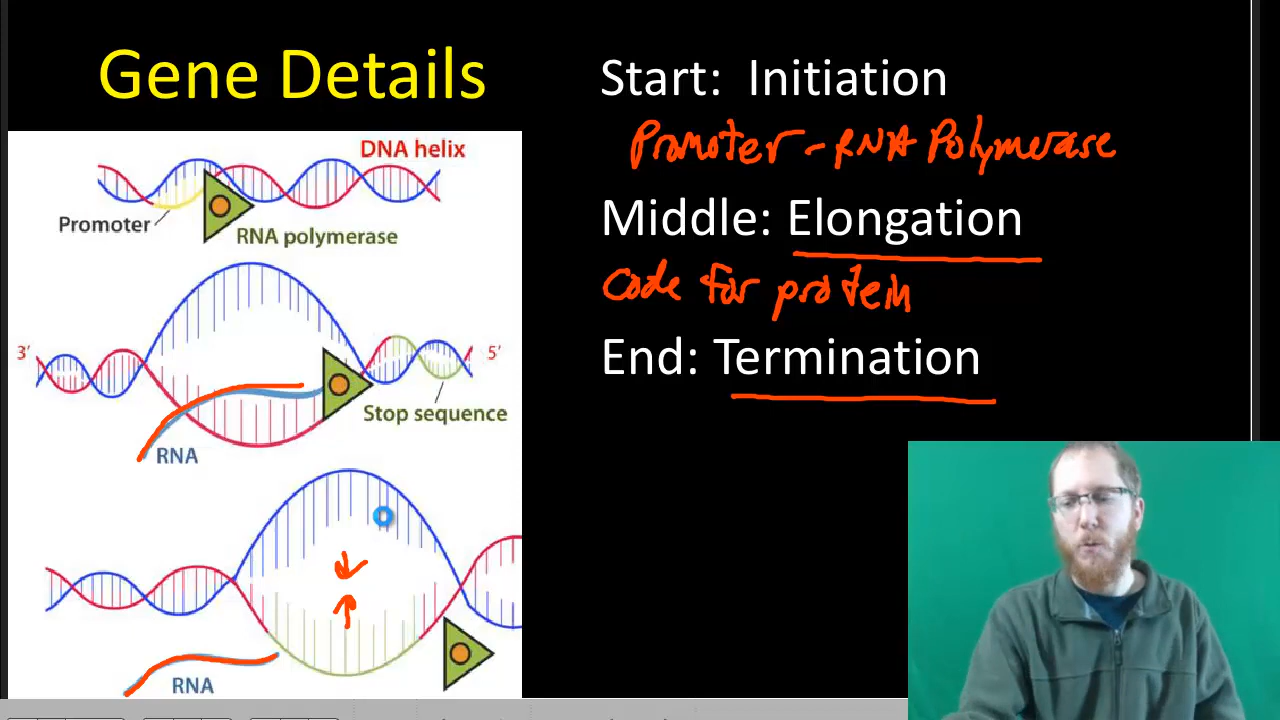 Gene Details
DNA helix
Promoter
RNA polymerase
3'
5'
Stop sequence
RNA
RNA
Start: Initiation
Promoter - RNA Polymerase
Middle: Elongation
Code for protein
End: Termination